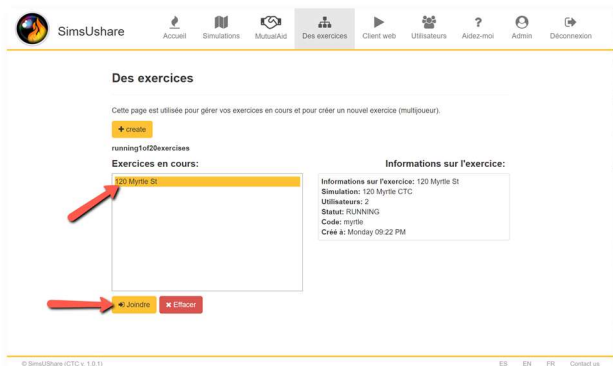 SimsUshare
Accueil Simulations MutualAid Des exercices Client web Utilisateurs Aidez-moi Admin Déconnexion
Des exercices
Cette page est utilisée pour gérer vos exercices en cours et pour créer un nouvel exercice (multijoueur).
+ create
running1of20exercises
Exercices en cours:
120 Myrtle St
Informations sur l'exercice:
Informations sur l'exercice: 120 Myrtle St
Simulation: 120 Myrtle CTC
Utilisateurs: 2
Statut: RUNNING
Code: myrtle
Créé à: Monday 09:22 PM
Joindre
Effacer
© SimsUShare (CTC v. 1.0.1)
ES EN FR Contact us